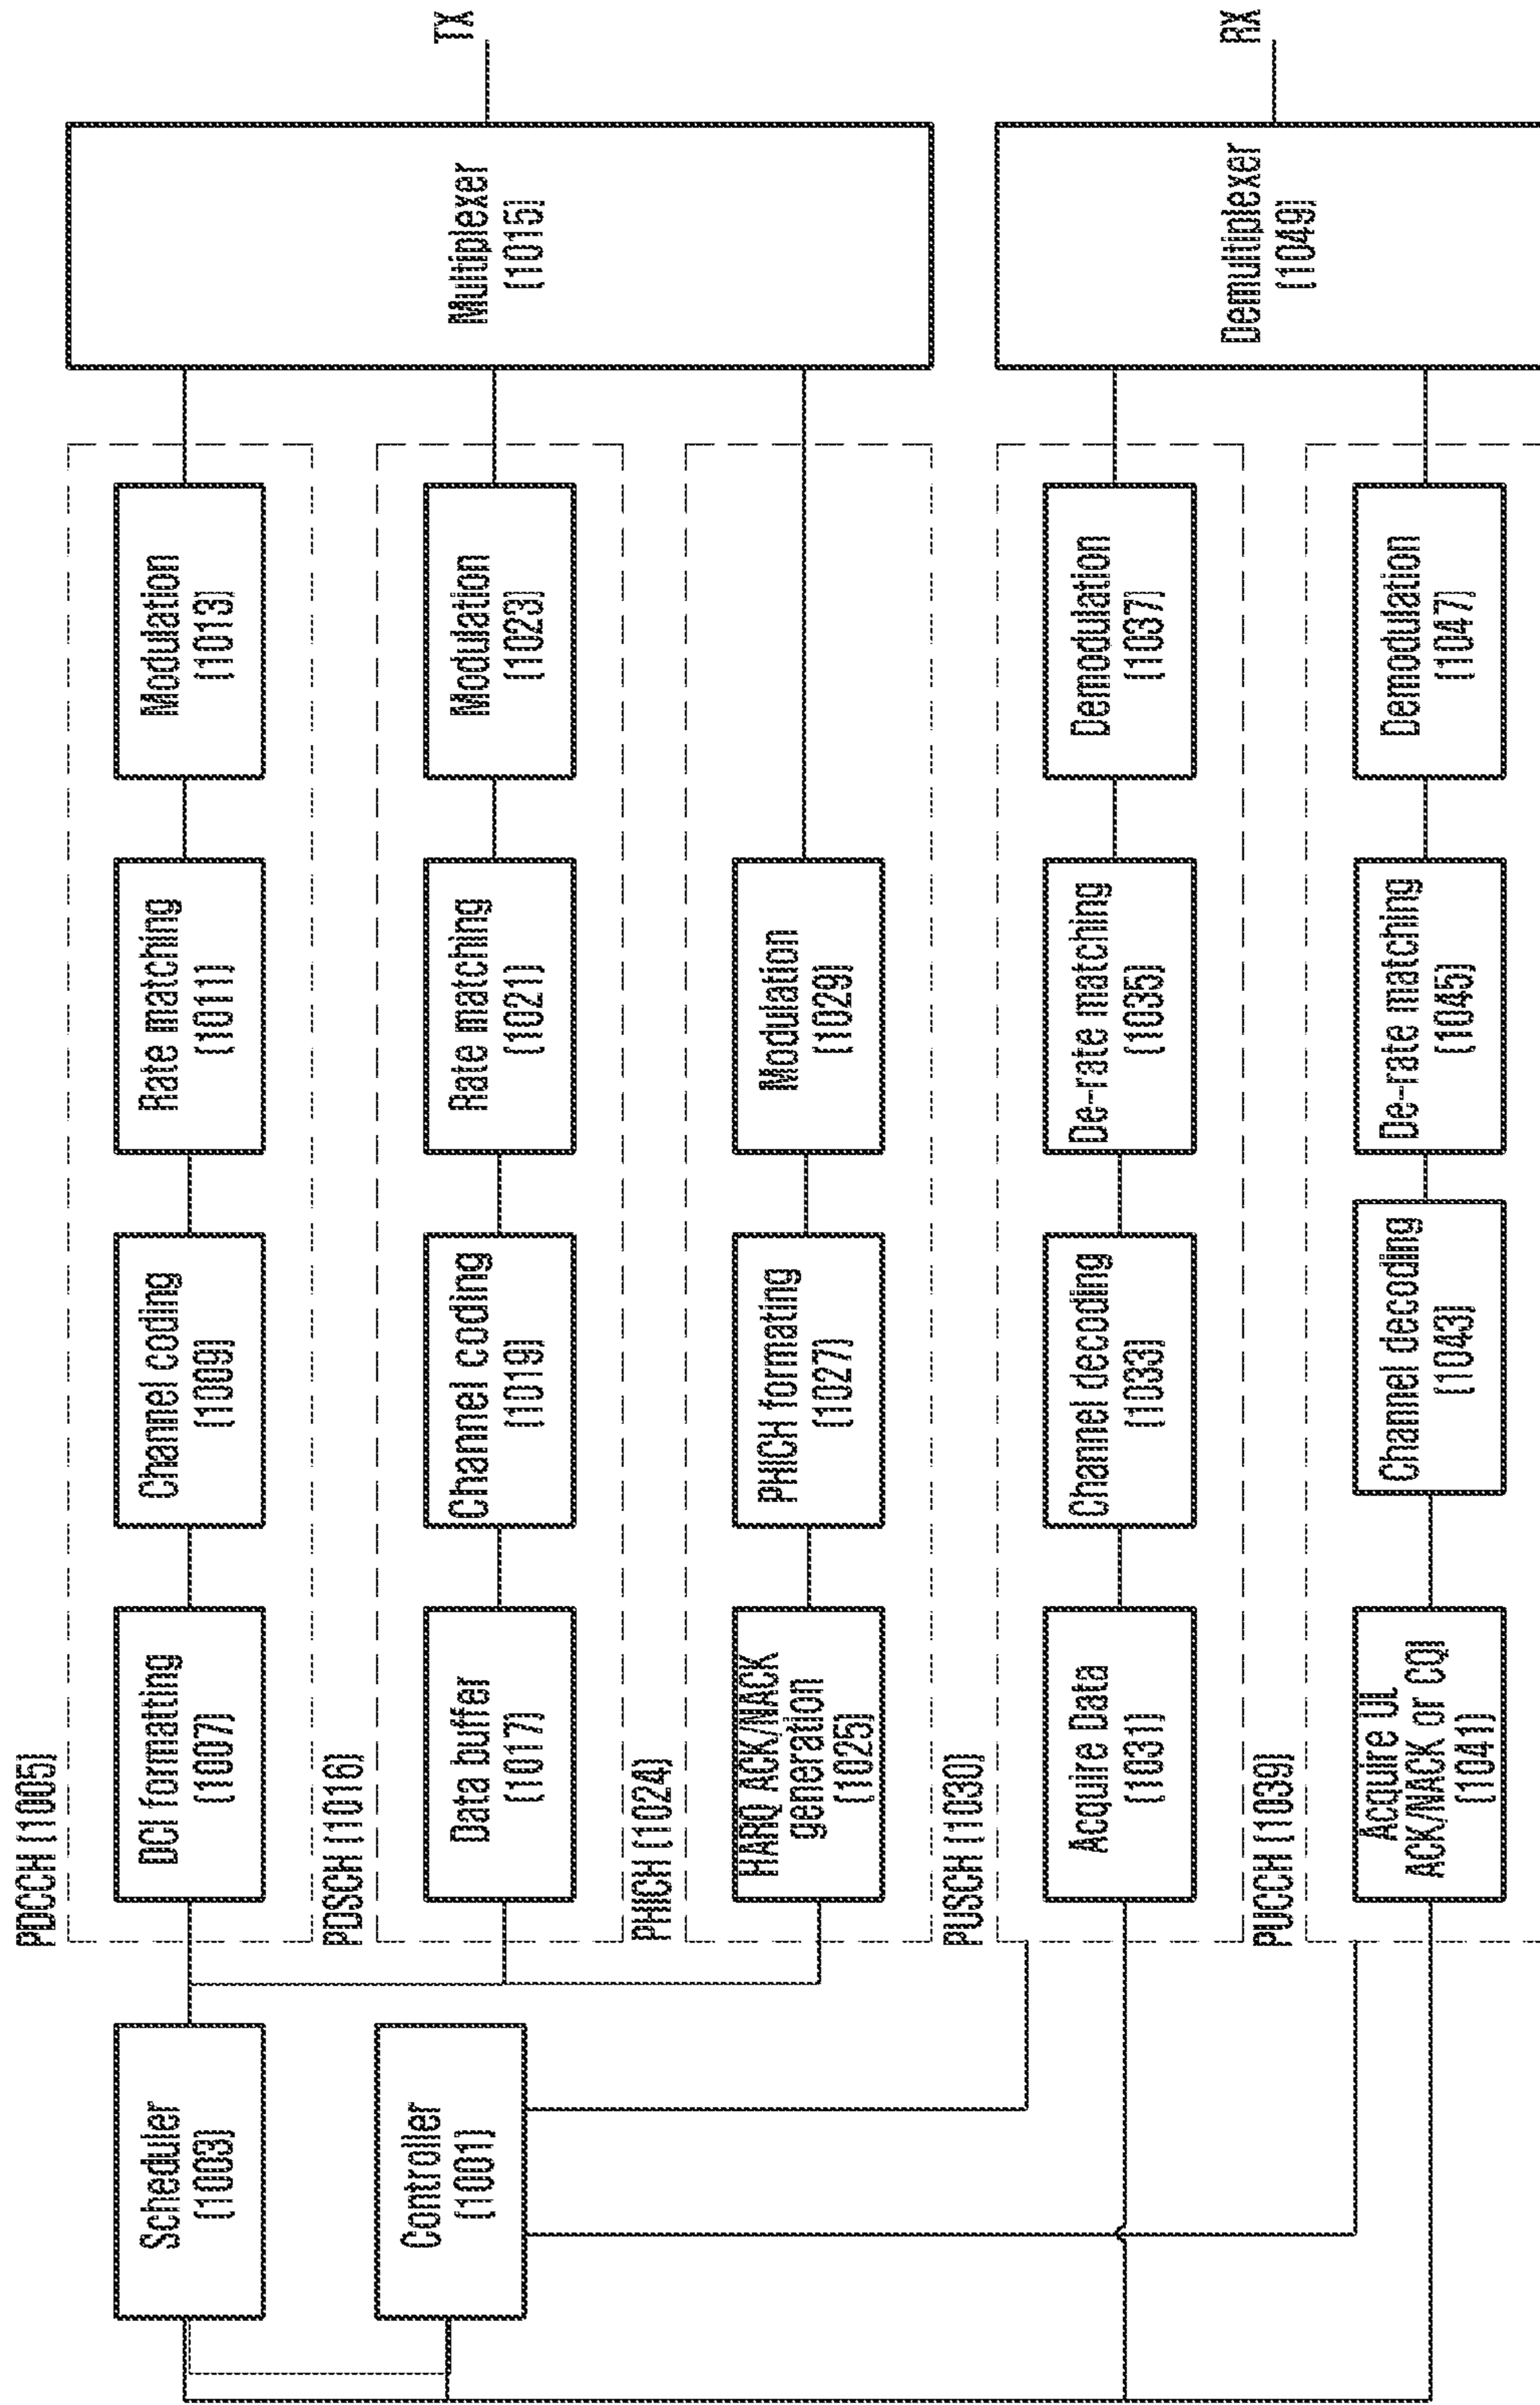 PDCCH (1005)
Scheduler
(1003)
DCI formatting
(1007)
Channel coding
(1009)
Rate matching
(1011)
Modulation
(1013)
Multiplexer
(1015)
TX
PDSCH (1016)
Controller
(1001)
Data buffer
(1017)
Channel coding
(1019)
Rate matching
(1021)
Modulation
(1023)
PHICH (1024)
HARQ ACK/NACK
generation
(1025)
PHICH formating
(1027)
Modulation
(1029)
PUSCH (1030)
Acquire Data
(1031)
Channel decoding
(1033)
De-rate matching
(1035)
Demodulation
(1037)
Demultiplexer
(1049)
RX
PUCCH (1039)
Acquire UL
ACK/NACK or CQI
(1041)
Channel decoding
(1043)
De-rate matching
(1045)
Demodulation
(1047)